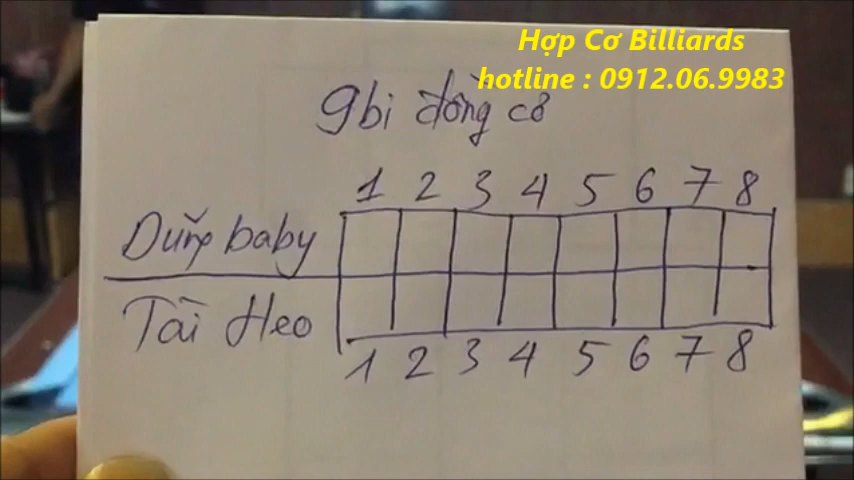 Hợp Cơ Billiards
hotline : 0912.06.9983
9bi đồng cơ
1 2 3 4 5 6 7 8
Dũng baby
Tài Heo
1 2 3 4 5 6 7 8